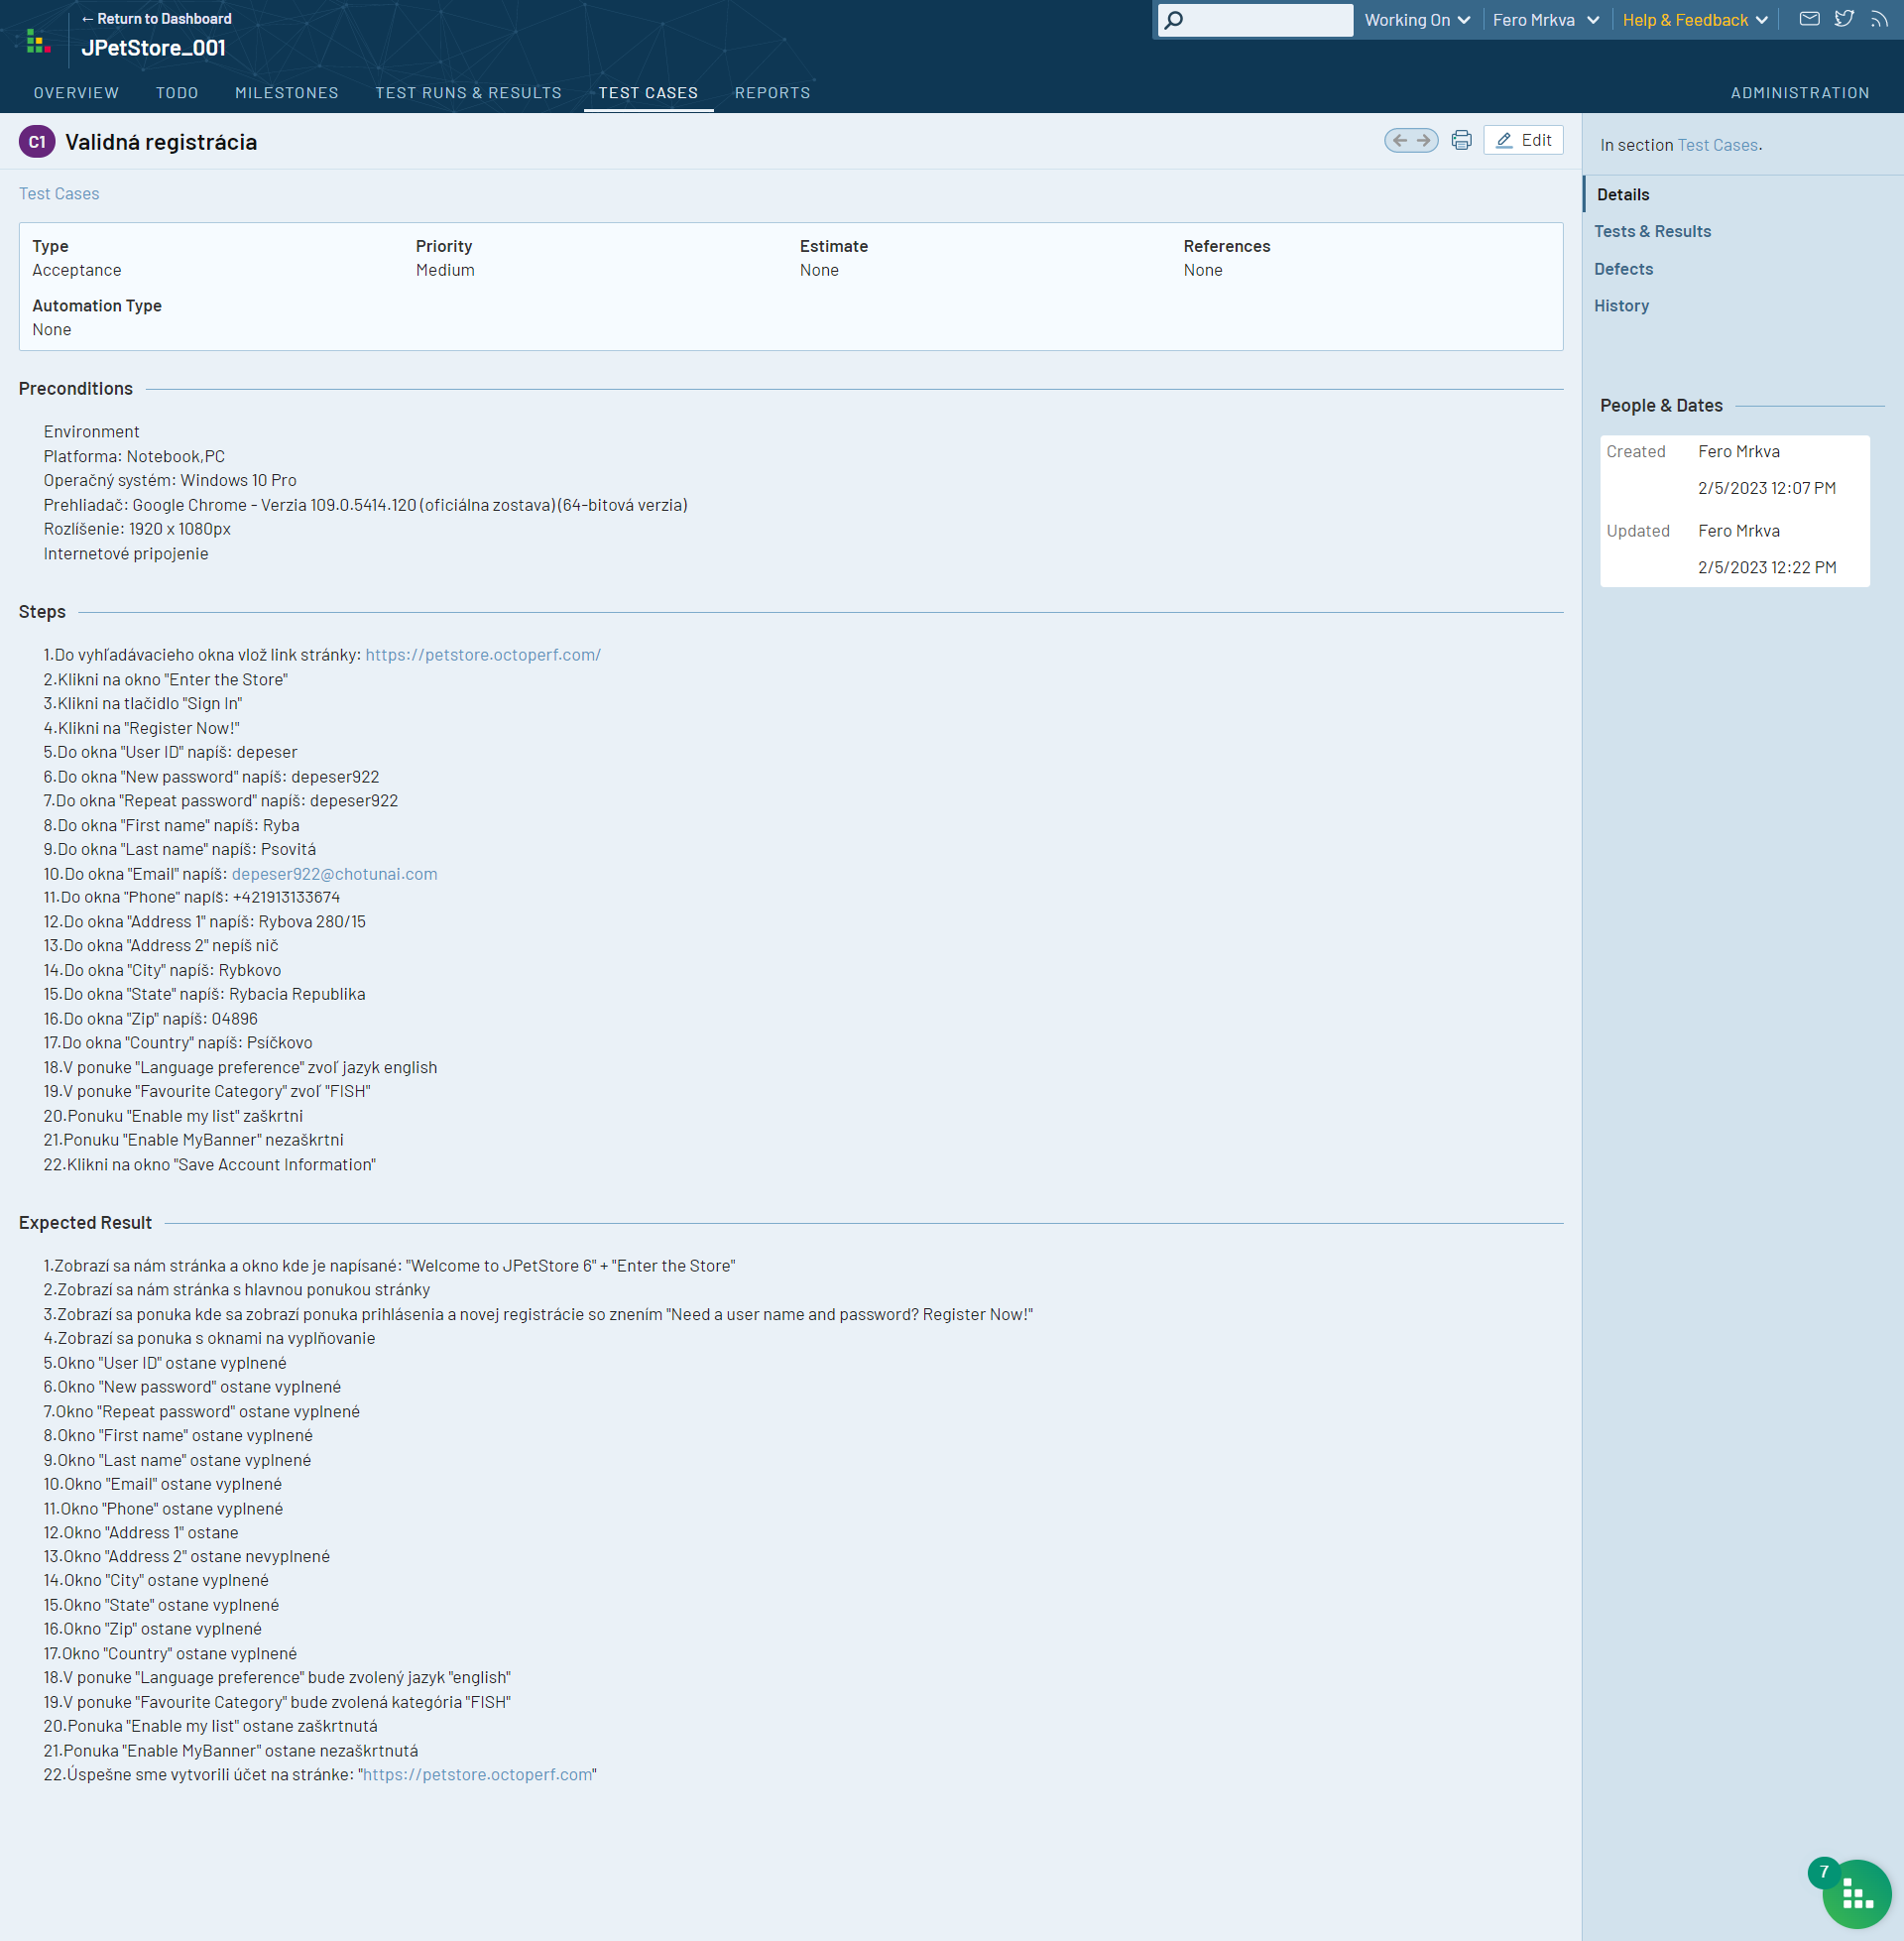 ← Return to Dashboard
JPetStore_001
Working On
Fero Mrkva
Help & Feedback
OVERVIEW
TODO
MILESTONES
TEST RUNS & RESULTS
TEST CASES
REPORTS
ADMINISTRATION
C1 Validná registrácia
Edit
Test Cases
Type
Acceptance
Priority
Medium
Estimate
None
References
None
Automation Type
None
Preconditions
Environment
Platforma: Notebook,PC
Operačný systém: Windows 10 Pro
Prehliadač: Google Chrome - Verzia 109.0.5414.120 (oficiálna zostava) (64-bitová verzia)
Rozlíšenie: 1920 x 1080px
Internetové pripojenie
Steps
1.Do vyhľadávacieho okna vlož link stránky: https://petstore.octoperf.com/
2.Klikni na okno "Enter the Store"
3.Klikni na tlačidlo "Sign In"
4.Klikni na "Register Now!"
5.Do okna "User ID" napíš: depeser
6.Do okna "New password" napíš: depeser922
7.Do okna "Repeat password" napíš: depeser922
8.Do okna "First name" napíš: Ryba
9.Do okna "Last name" napíš: Psovitá
10.Do okna "Email" napíš: depeser922@chotunai.com
11.Do okna "Phone" napíš: +421913133674
12.Do okna "Address 1" napíš: Rybova 280/15
13.Do okna "Address 2" nepíš nič
14.Do okna "City" napíš: Rybkovo
15.Do okna "State" napíš: Rybacia Republika
16.Do okna "Zip" napíš: 04896
17.Do okna "Country" napíš: Psíčkovo
18.V ponuke "Language preference" zvoľ jazyk english
19.V ponuke "Favourite Category" zvoľ "FISH"
20.Ponuku "Enable my list" zaškrtni
21.Ponuku "Enable MyBanner" nezaškrtni
22.Klikni na okno "Save Account Information"
Expected Result
1.Zobrazí sa nám stránka a okno kde je napísané: "Welcome to JPetStore 6" + "Enter the Store"
2.Zobrazí sa nám stránka s hlavnou ponukou stránky
3.Zobrazí sa ponuka kde sa zobrazí ponuka prihlásenia a novej registrácie so znením "Need a user name and password? Register Now!"
4.Zobrazí sa ponuka s oknami na vyplňovanie
5.Okno "User ID" ostane vyplnené
6.Okno "New password" ostane vyplnené
7.Okno "Repeat password" ostane vyplnené
8.Okno "First name" ostane vyplnené
9.Okno "Last name" ostane vyplnené
10.Okno "Email" ostane vyplnené
11.Okno "Phone" ostane vyplnené
12.Okno "Address 1" ostane
13.Okno "Address 2" ostane nevyplnené
14.Okno "City" ostane vyplnené
15.Okno "State" ostane vyplnené
16.Okno "Zip" ostane vyplnené
17.Okno "Country" ostane vyplnené
18.V ponuke "Language preference" bude zvolený jazyk "english"
19.V ponuke "Favourite Category" bude zvolená kategória "FISH"
20.Ponuka "Enable my list" ostane zaškrtnutá
21.Ponuka "Enable MyBanner" ostane nezaškrtnutá
22.Úspešne sme vytvorili účet na stránke: "https://petstore.octoperf.com"
In section Test Cases.
Details
Tests & Results
Defects
History
People & Dates
Created Fero Mrkva
2/5/2023 12:07 PM
Updated Fero Mrkva
2/5/2023 12:22 PM
7